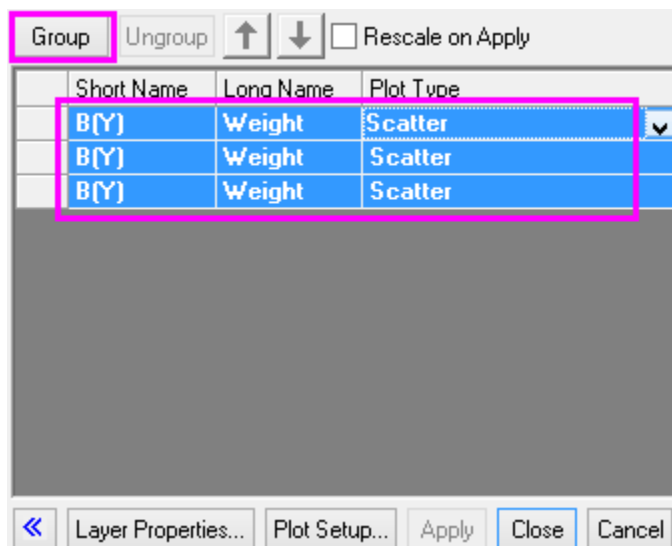 Group Ungroup Rescale on Apply
Short Name Long Name Plot Type
B(Y) Weight Scatter
B(Y) Weight Scatter
B(Y) Weight Scatter
Layer Properties... Plot Setup... Apply Close Cancel